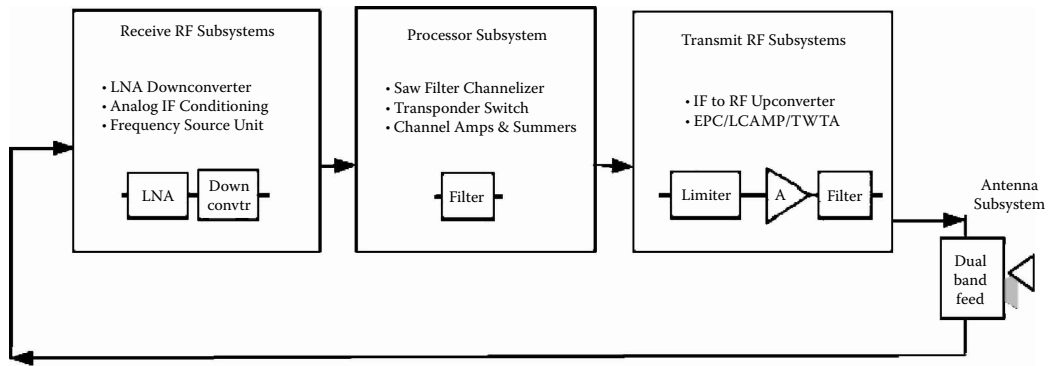 Receive RF Subsystems
• LNA Downconverter
• Analog IF Conditioning
• Frequency Source Unit
LNA
Down
convtr
Processor Subsystem
• Saw Filter Channelizer
• Transponder Switch
• Channel Amps & Summers
Filter
Transmit RF Subsystems
• IF to RF Upconverter
• EPC/LCAMP/TWTA
Limiter
A
Filter
Antenna
Subsystem
Dual
band
feed